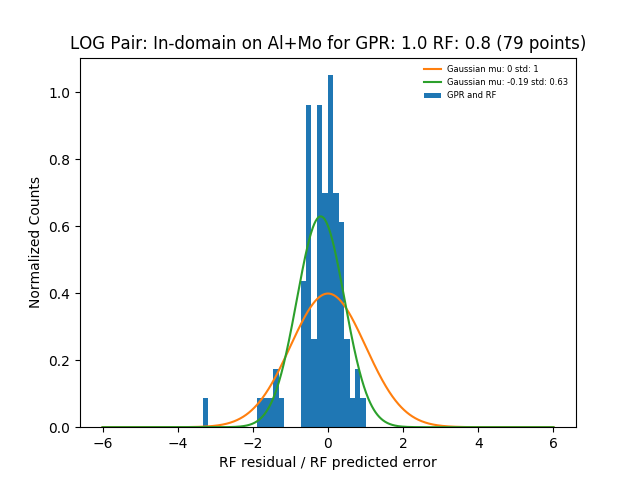 LOG Pair: In-domain on Al+Mo for GPR: 1.0 RF: 0.8 (79 points)
Gaussian mu: 0 std: 1
Gaussian mu: -0.19 std: 0.63
GPR and RF
Normalized Counts
1.0
0.8
0.6
0.4
0.2
0.0
−6 −4 −2 0 2 4 6
RF residual / RF predicted error